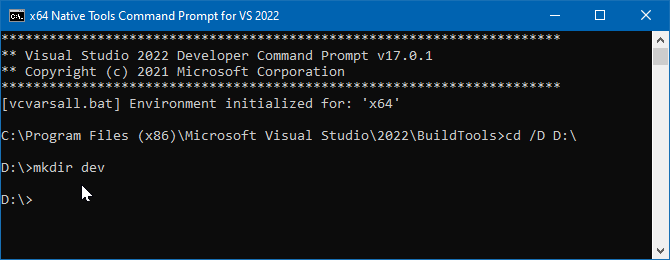 x64 Native Tools Command Prompt for VS 2022
**********************************************************************
** Visual Studio 2022 Developer Command Prompt v17.0.1
** Copyright (c) 2021 Microsoft Corporation
**********************************************************************
[vcvarsall.bat] Environment initialized for: 'x64'
C:\Program Files (x86)\Microsoft Visual Studio\2022\BuildTools>cd /D D:\
D:\>mkdir dev
D:\>